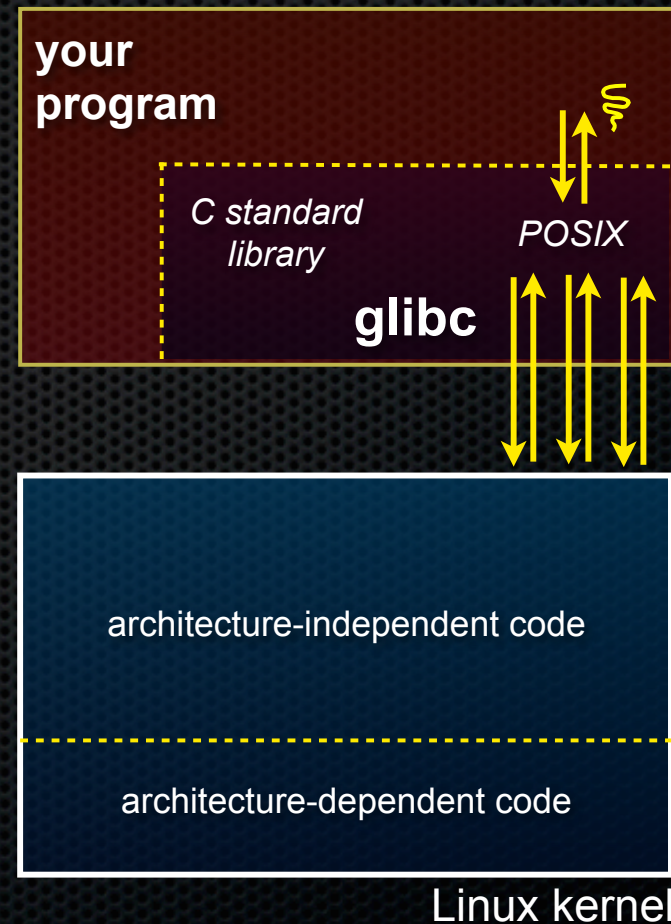 your
program
C standard
library
POSIX
glibc
architecture-independent code
architecture-dependent code
Linux kernel